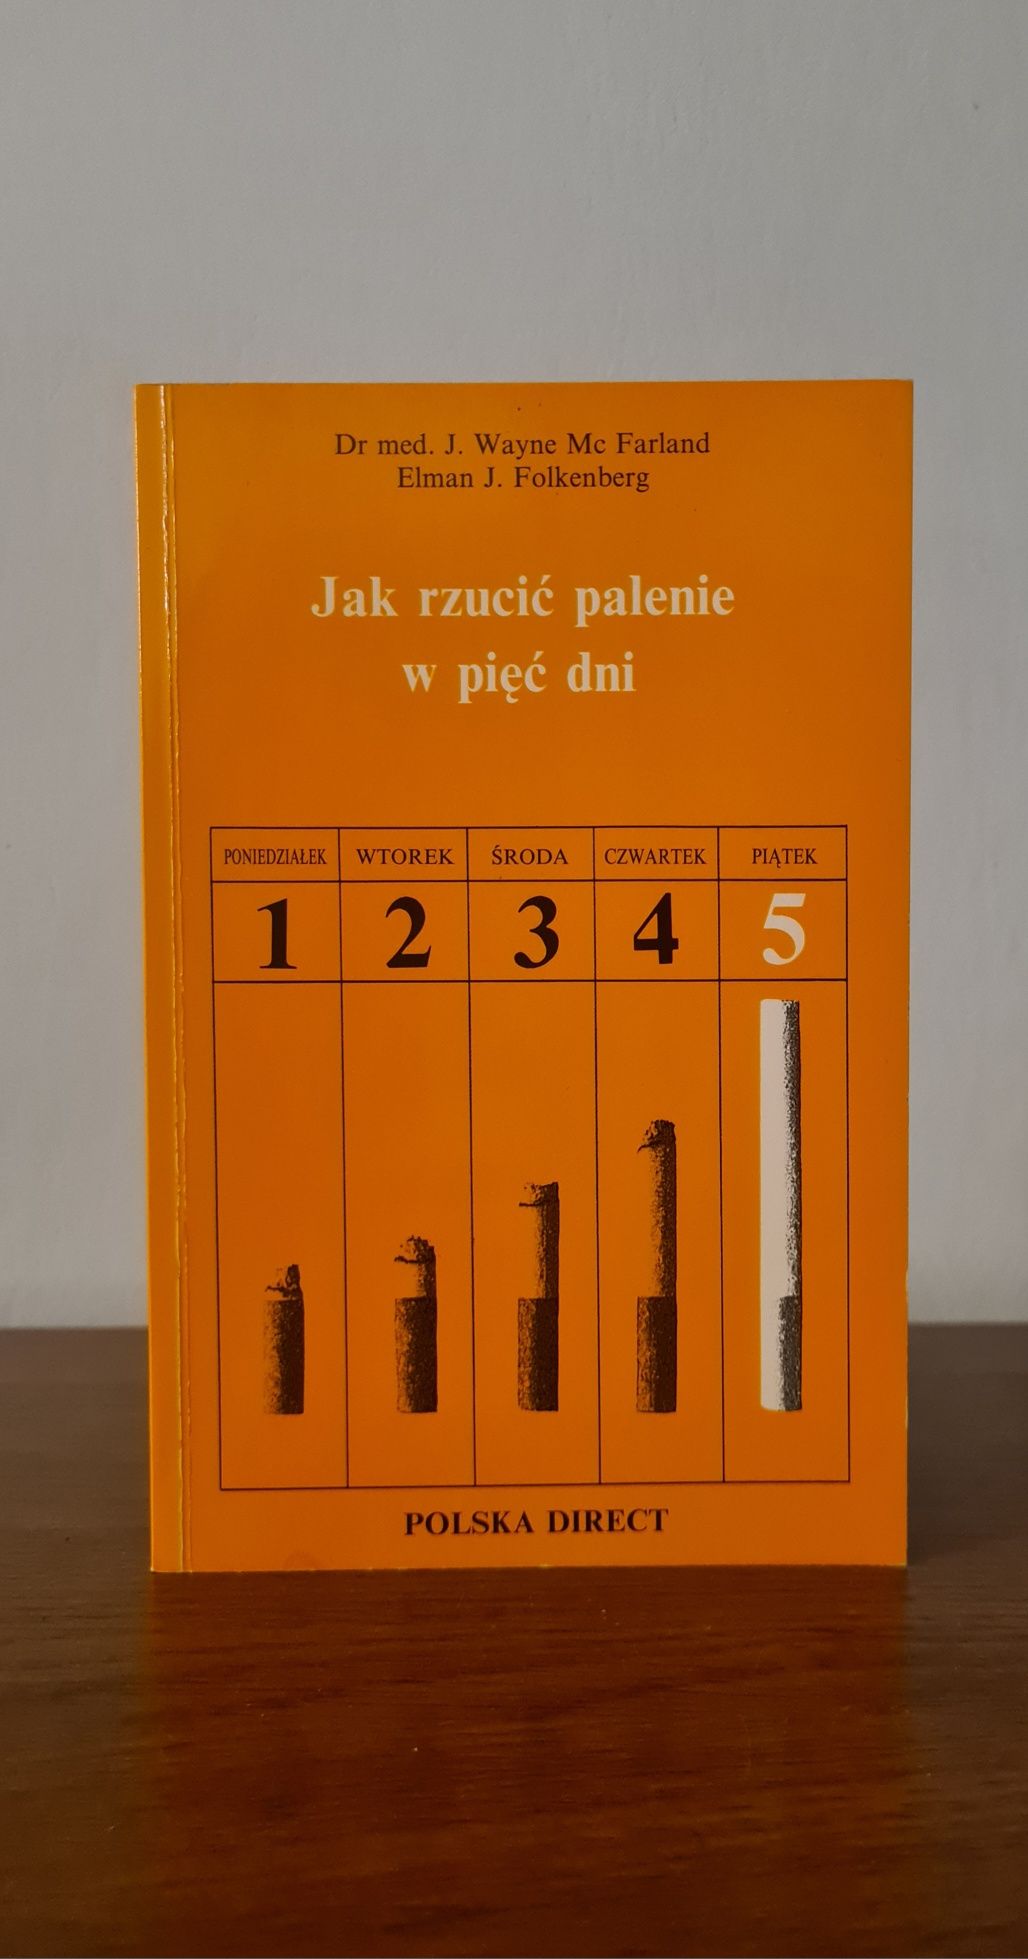 Dr med. J. Wayne Mc Farland
Elman J. Folkenberg
Jak rzucić palenie
w pięć dni
PONIEDZIAŁEK WTOREK ŚRODA CZWARTEK PIĄTEK
1 2 3 4 5
POLSKA DIRECT